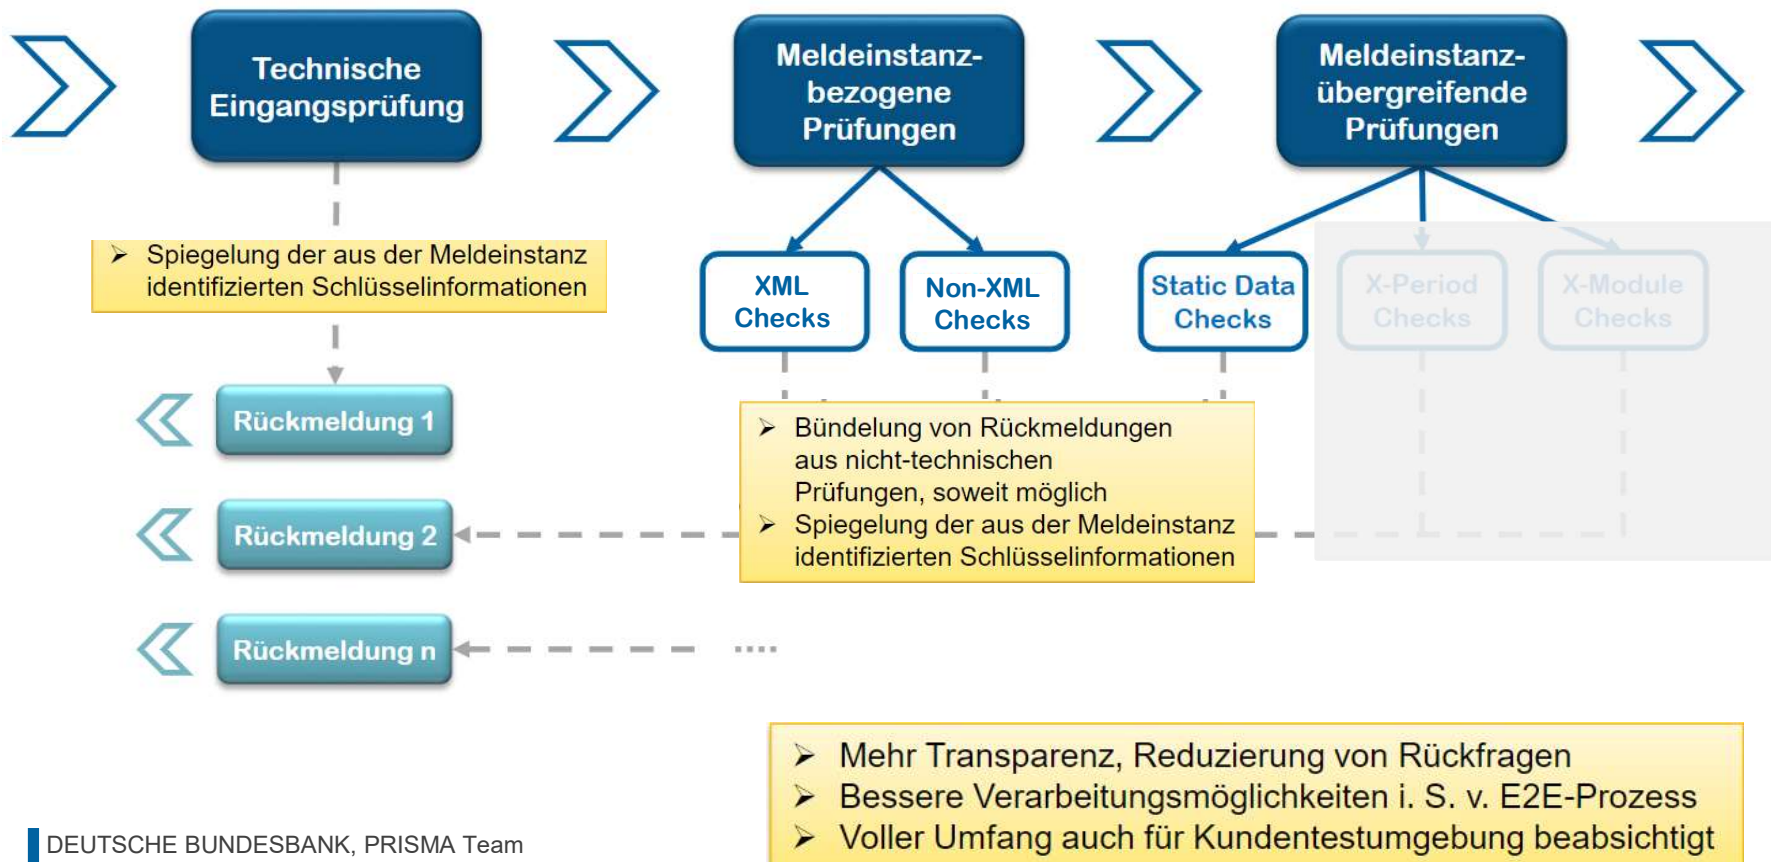 Technische
Eingangsprüfung
Meldeinstanz-
bezogene
Prüfungen
Meldeinstanz-
übergreifende
Prüfungen
➢ Spiegelung der aus der Meldeinstanz
identifizierten Schlüsselinformationen
XML
Checks
Non-XML
Checks
Static Data
Checks
X-Period
Checks
X-Module
Checks
Rückmeldung 1
➢ Bündelung von Rückmeldungen
aus nicht-technischen
Prüfungen, soweit möglich
➢ Spiegelung der aus der Meldeinstanz
identifizierten Schlüsselinformationen
Rückmeldung 2
Rückmeldung n
➢ Mehr Transparenz, Reduzierung von Rückfragen
➢ Bessere Verarbeitungsmöglichkeiten i. S. v. E2E-Prozess
➢ Voller Umfang auch für Kundentestumgebung beabsichtigt
DEUTSCHE BUNDESBANK, PRISMA Team